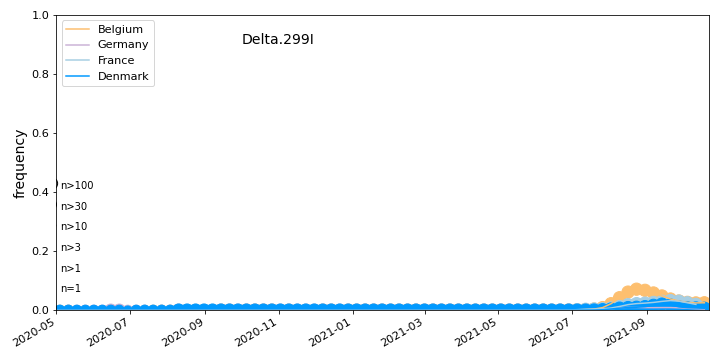 Delta.299I
Belgium
Germany
France
Denmark
frequency
1.0
0.8
0.6
0.4
0.2
0.0
n>100
n>30
n>10
n>3
n>1
n=1
2020-05
2020-07
2020-09
2020-11
2021-01
2021-03
2021-05
2021-07
2021-09